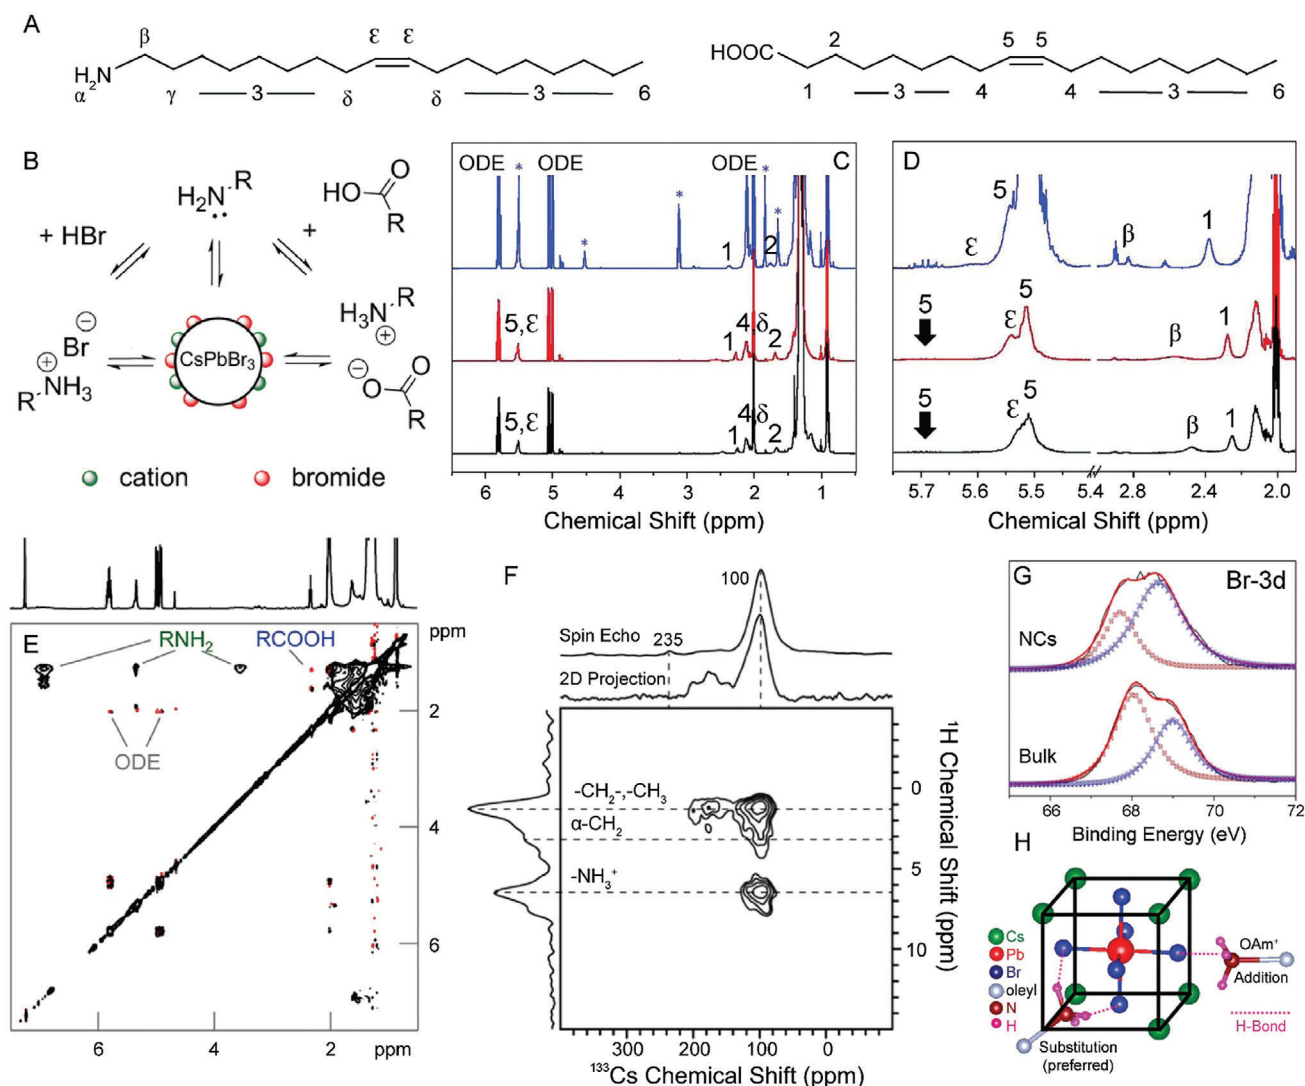 A
β
ε ε
H₂N
α
γ
3
δ
δ
3
6
2
5 5
HOOC
1
3
4
4
3
6
B
H₂N
R
HO
O
R
+ HBr
+
Br
⊖
⊕
NH₃
R
CsPbBr₃
H₃N
R
⊕
⊖
O
O
R
cation
bromide
C
ODE * ODE * * ODE * *
1 2
5,ε
1 4 δ 2
5,ε
1 4 δ 2
6 5 4 3 2 1
Chemical Shift (ppm)
D
ε 5 β 1
5 ε 5 β 1
5 ε 5 β 1
5.7 5.6 5.5 5.4 2.8 2.4 2.0
Chemical Shift (ppm)
E
RNH₂
RCOOH
ODE
ppm
2
4
6
6 4 2 ppm
F
100
Spin Echo
235
2D Projection
-CH₂-,-CH₃
α-CH₂
-NH₃⁺
0
5
10
¹H Chemical Shift (ppm)
300 200 100 0
¹³³Cs Chemical Shift (ppm)
G
Br-3d
NCs
Bulk
66 68 70 72
Binding Energy (eV)
H
Cs
Pb
Br
oleyl
N
H
OAm⁺
Addition
H-Bond
Substitution
(preferred)